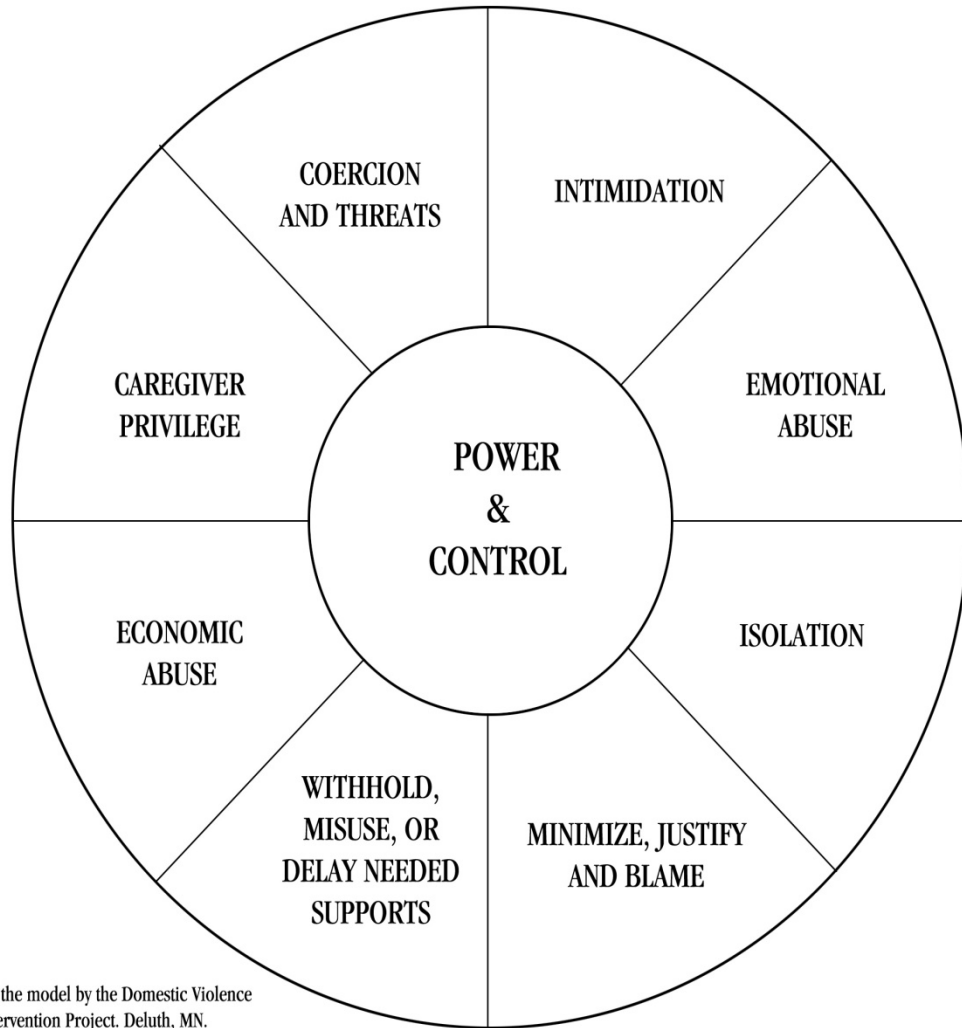 COERCION
AND THREATS
INTIMIDATION
CAREGIVER
PRIVILEGE
EMOTIONAL
ABUSE
POWER
&
CONTROL
ECONOMIC
ABUSE
ISOLATION
WITHHOLD,
MISUSE, OR
DELAY NEEDED
SUPPORTS
MINIMIZE, JUSTIFY
AND BLAME
the model by the Domestic Violence
ervention Project. Deluth, MN.